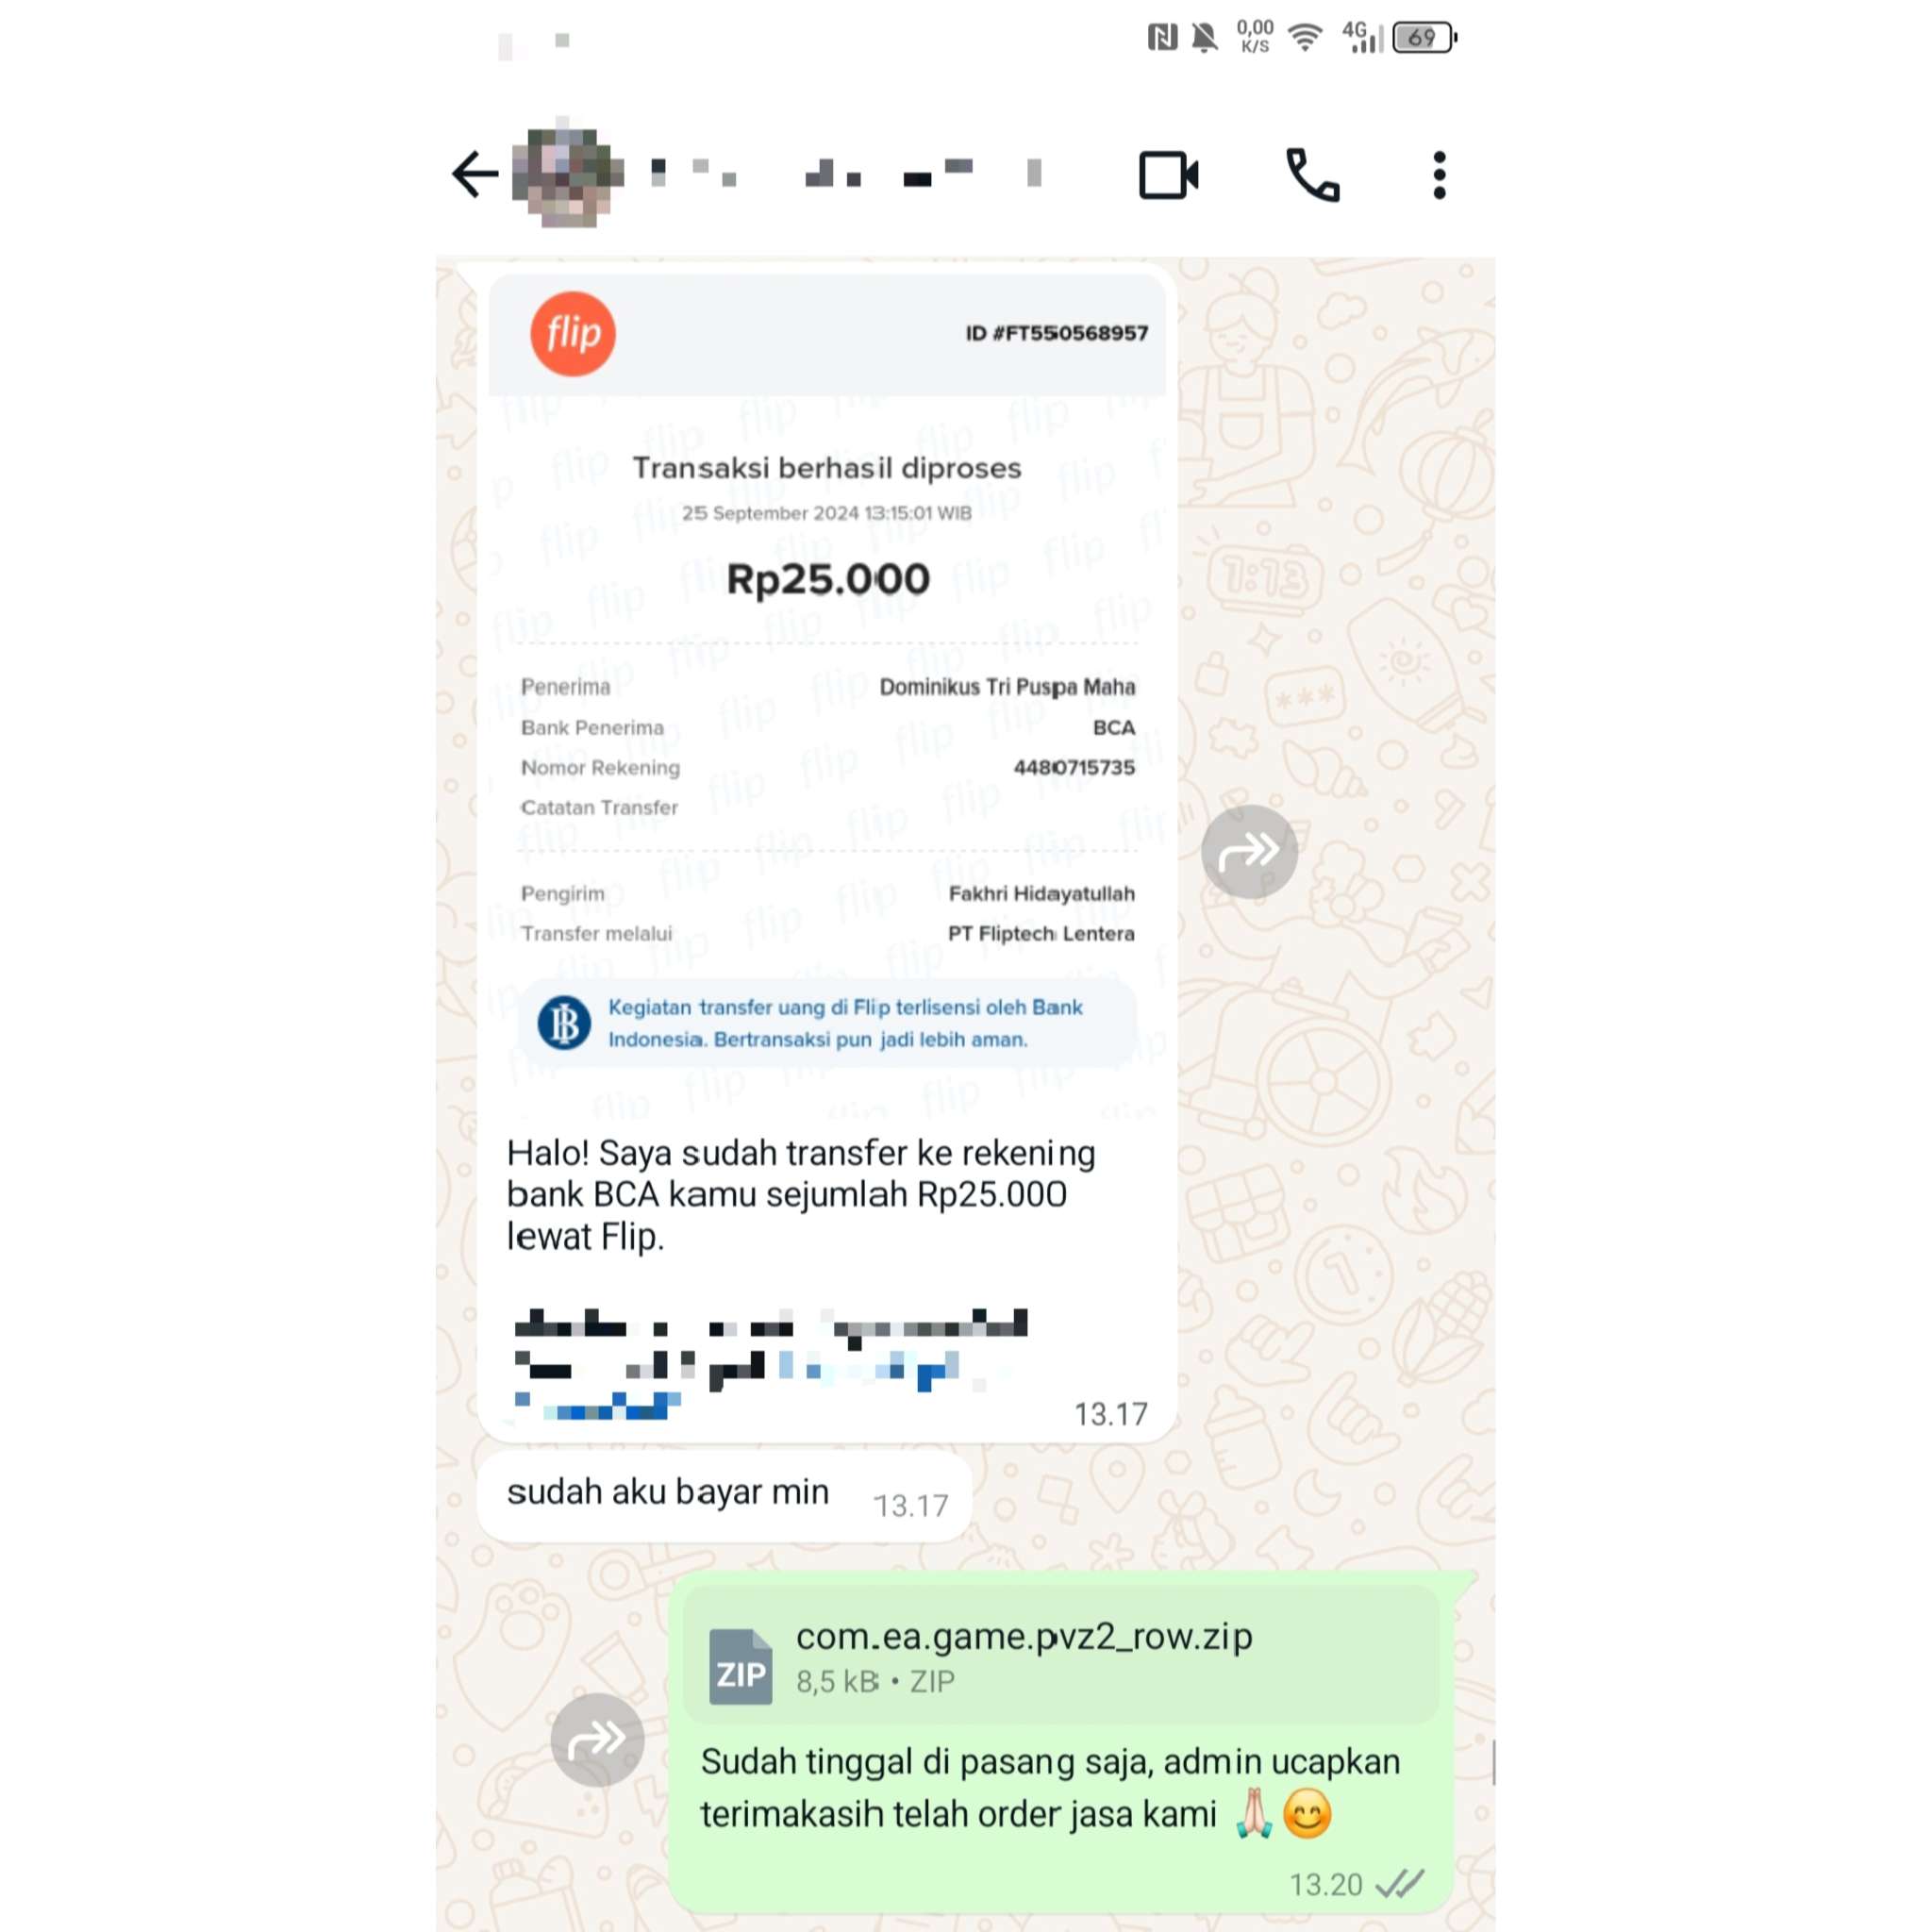 0,00
K/S
4G
69
flip
ID #FT550568957
Transaksi berhasil diproses
25 September 2024 13:15:01 WIB
Rp25.000
Penerima Dominikus Tri Puspa Maha
Bank Penerima BCA
Nomor Rekening 4480715735
Catatan Transfer
Pengirim Fakhri Hidayatullah
Transfer melalui PT Fliptech Lentera
Kegiatan transfer uang di Flip terlisensi oleh Bank
Indonesia. Bertransaksi pun jadi lebih aman.
Halo! Saya sudah transfer ke rekening
bank BCA kamu sejumlah Rp25.000
lewat Flip.
13.17
sudah aku bayar min 13.17
com.ea.game.pvz2_row.zip
ZIP
8,5 kB • ZIP
Sudah tinggal di pasang saja, admin ucapkan
terimakasih telah order jasa kami 🙏🏻😊
13.20